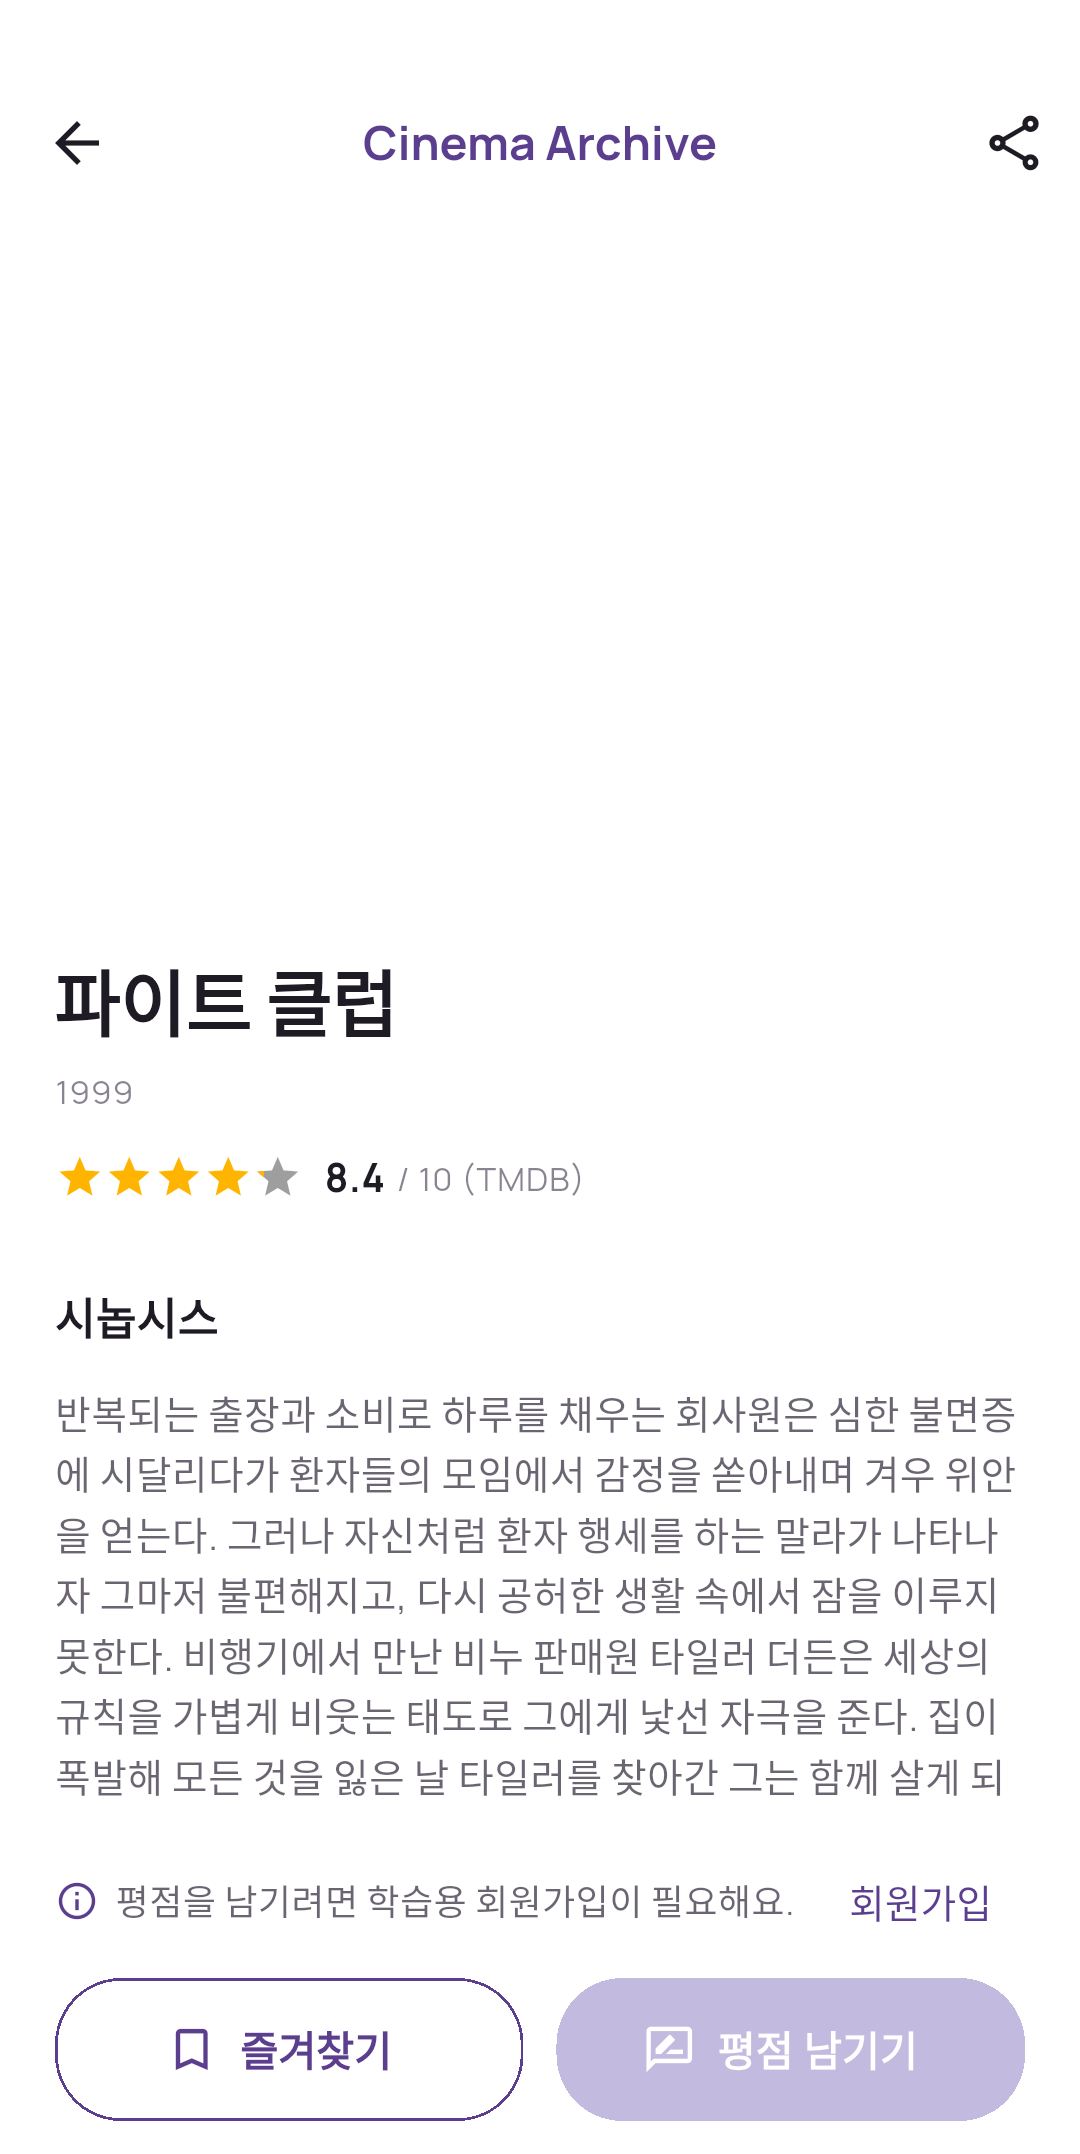 Cinema Archive
파이트 클럽
1999
8.4 / 10 (TMDB)
시놉시스
반복되는 출장과 소비로 하루를 채우는 회사원은 심한 불면증
에 시달리다가 환자들의 모임에서 감정을 쏟아내며 겨우 위안
을 얻는다. 그러나 자신처럼 환자 행세를 하는 말라가 나타나
자 그마저 불편해지고, 다시 공허한 생활 속에서 잠을 이루지
못한다. 비행기에서 만난 비누 판매원 타일러 더든은 세상의
규칙을 가볍게 비웃는 태도로 그에게 낯선 자극을 준다. 집이
폭발해 모든 것을 잃은 날 타일러를 찾아간 그는 함께 살게 되
평점을 남기려면 학습용 회원가입이 필요해요. 회원가입
즐겨찾기 평점 남기기